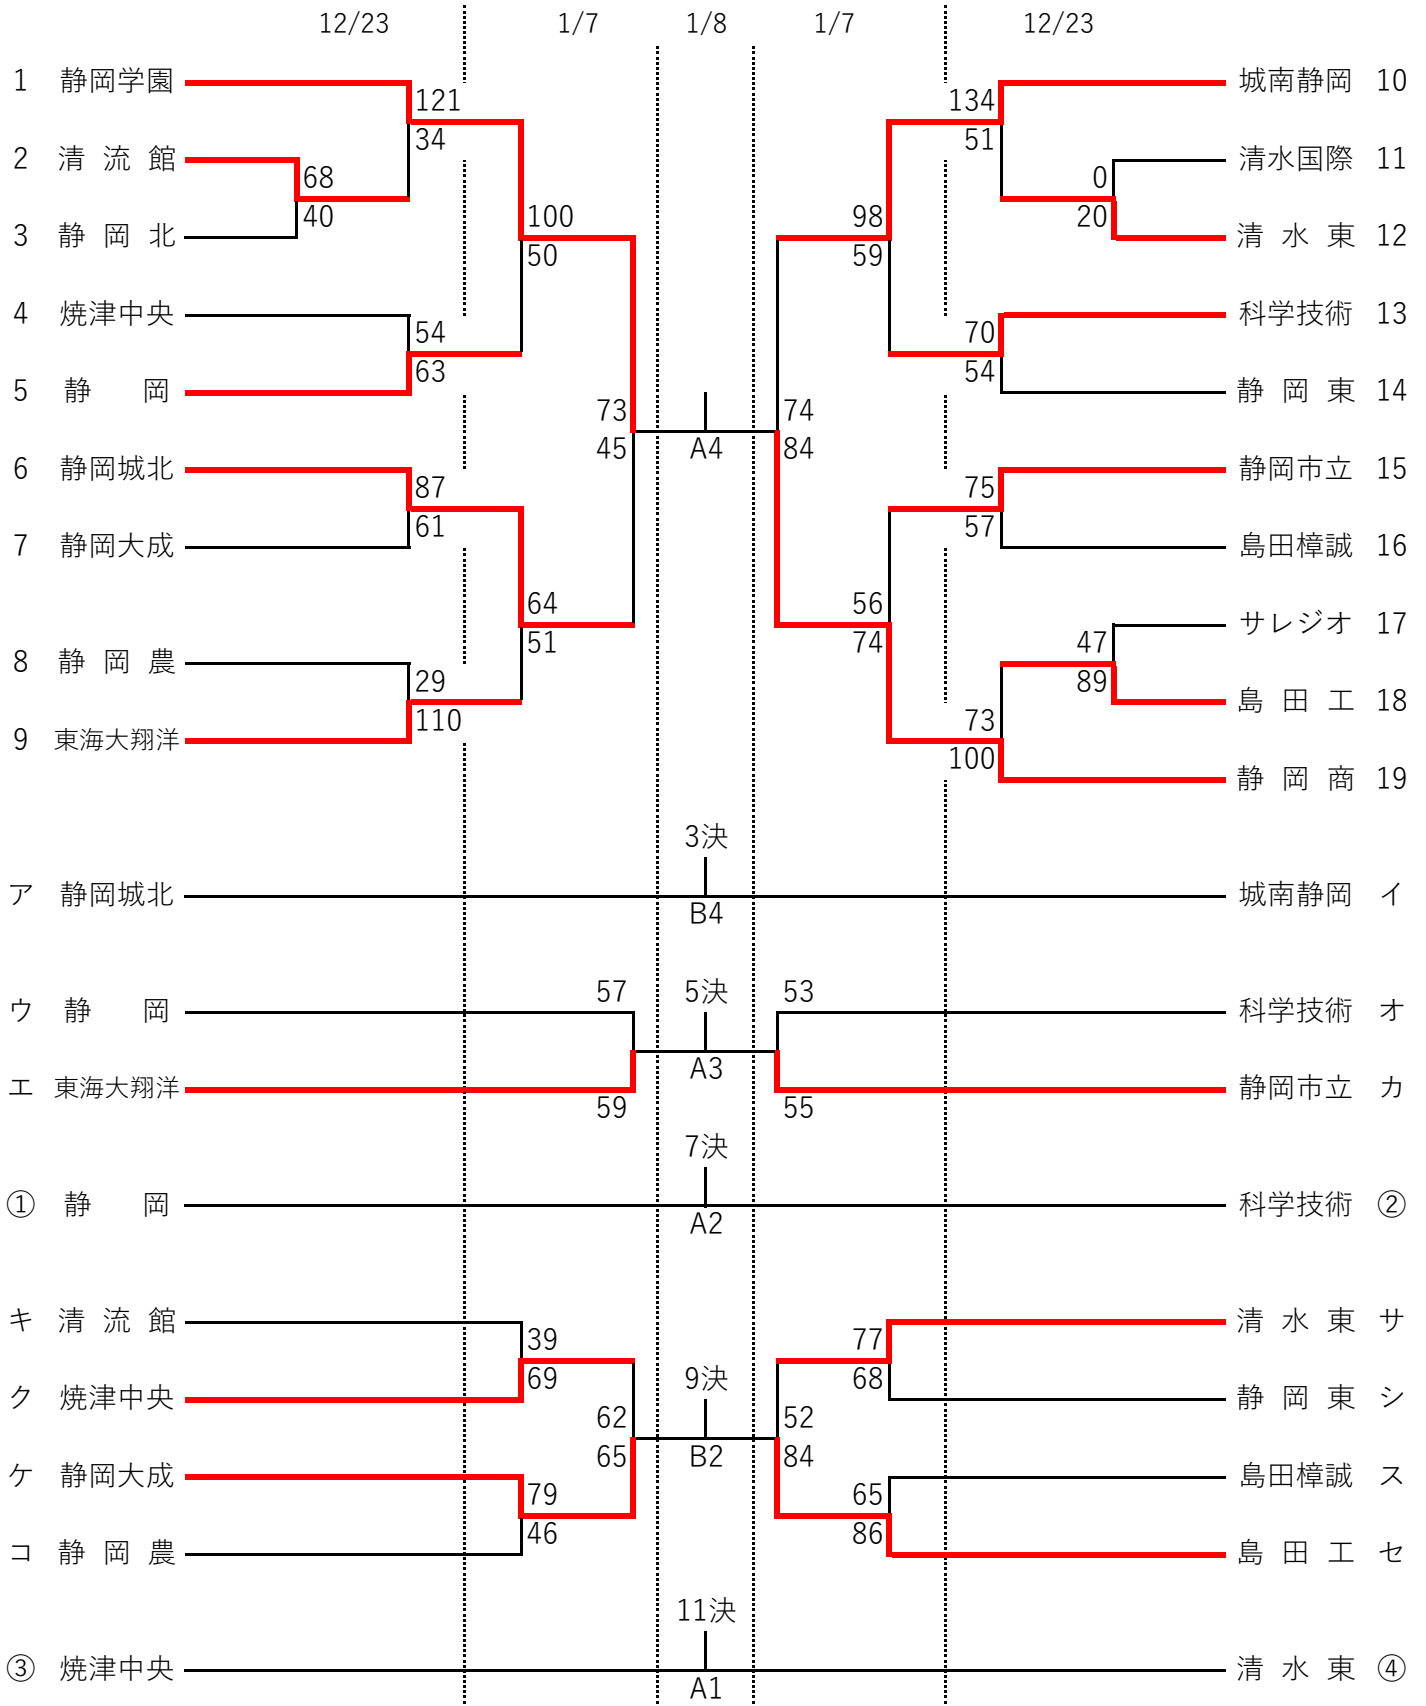 12/23 1/7 1/8 1/7 12/23
1 静岡学園 城南静岡 10
121 134
34 51
2 清流館 清水国際 11
68 0
40 20
3 静岡北 清水東 12
100 98
50 59
4 焼津中央 科学技術 13
54 70
63 54
5 静岡 静岡東 14
73 74
45 A4 84
6 静岡城北 静岡市立 15
87 75
61 57
7 静岡大成 島田樟誠 16
64 56 サレジオ 17
51 74 47
8 静岡農 89
29 島田工 18
110 73
9 東海大翔洋 100
静岡商 19
3決
ア 静岡城北 城南静岡 イ
B4
57 5決 53
ウ 静岡 科学技術 オ
A3
エ 東海大翔洋 静岡市立 カ
59 55
7決
① 静岡 科学技術 ②
A2
キ 清流館 清水東 サ
39 77
69 9決 68
ク 焼津中央 静岡東 シ
62 52
65 B2 84
ケ 静岡大成 島田樟誠 ス
79 65
46 86
コ 静岡農 島田工 セ
11決
③ 焼津中央 清水東 ④
A1